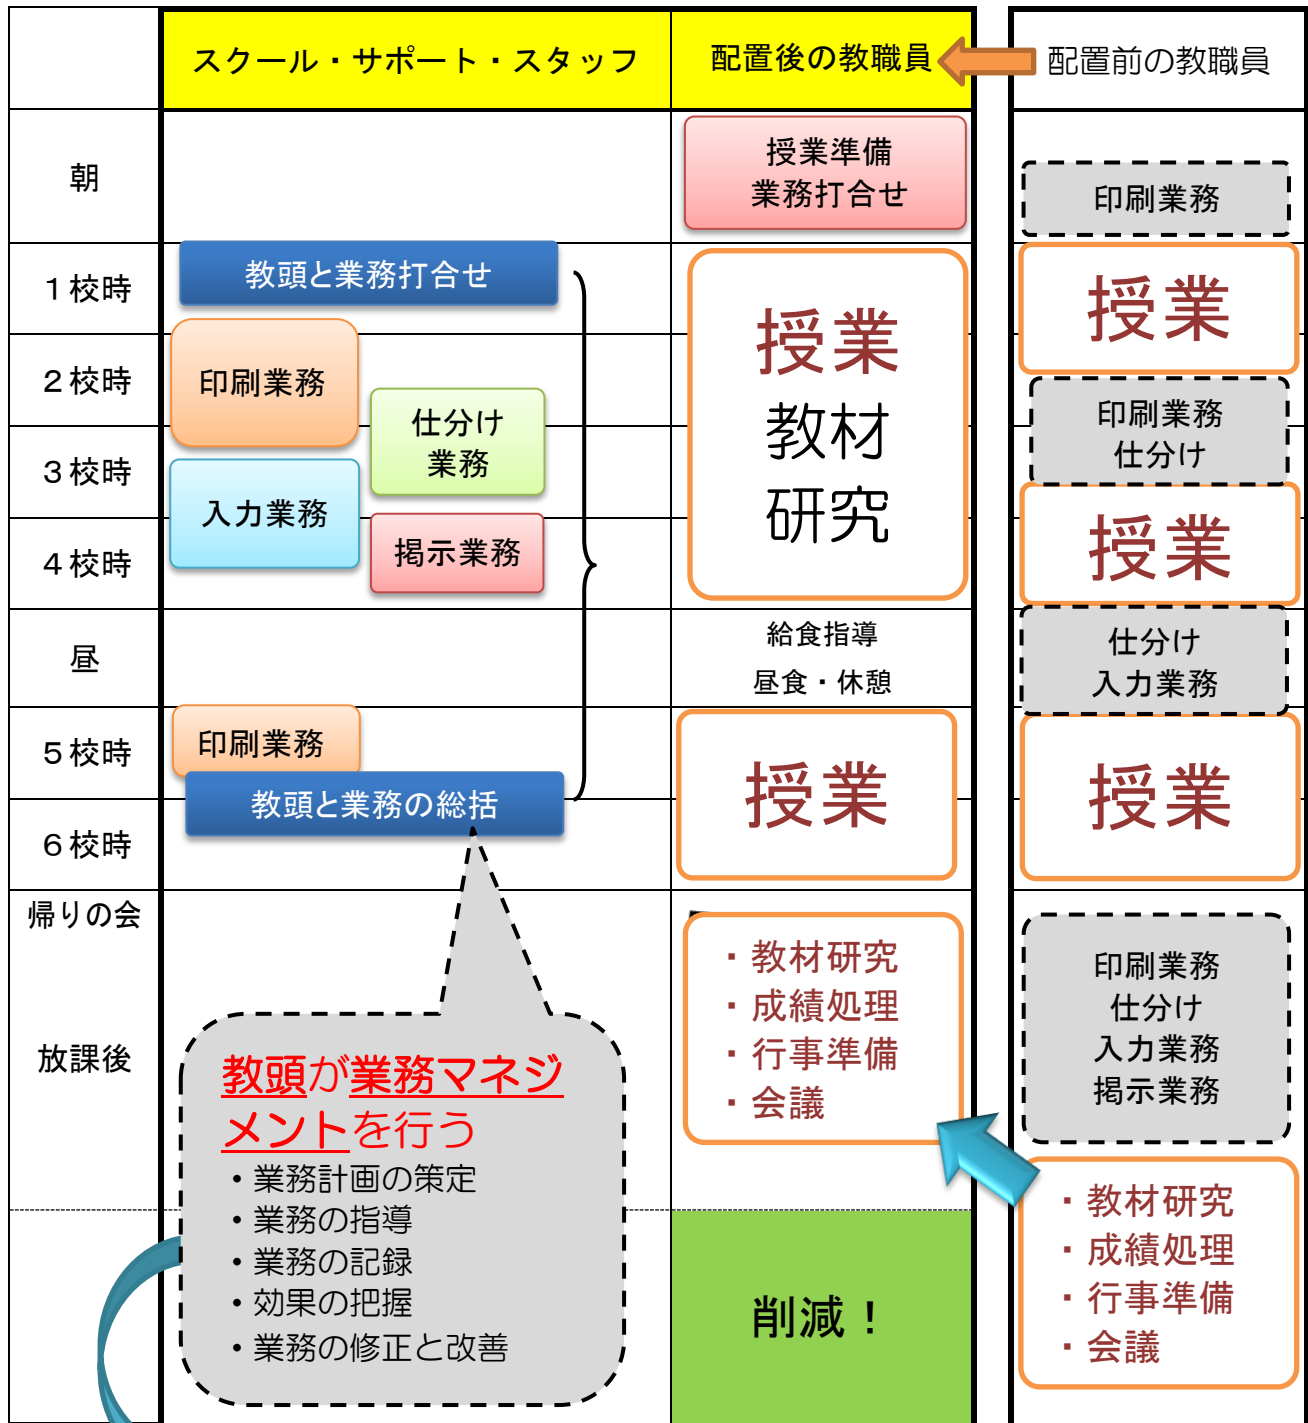 スクール・サポート・スタッフ
配置後の教職員
配置前の教職員
朝
授業準備
業務打合せ
印刷業務
１校時
教頭と業務打合せ
授業
教材
研究
授業
２校時
印刷業務
仕分け
業務
印刷業務
仕分け
３校時
入力業務
授業
４校時
掲示業務
昼
給食指導
昼食・休憩
仕分け
入力業務
５校時
印刷業務
授業
授業
教頭と業務の総括
６校時
帰りの会
放課後
教頭が業務マネジ
メントを行う
・業務計画の策定
・業務の指導
・業務の記録
・効果の把握
・業務の修正と改善
・教材研究
・成績処理
・行事準備
・会議
削減！
印刷業務
仕分け
入力業務
掲示業務
・教材研究
・成績処理
・行事準備
・会議